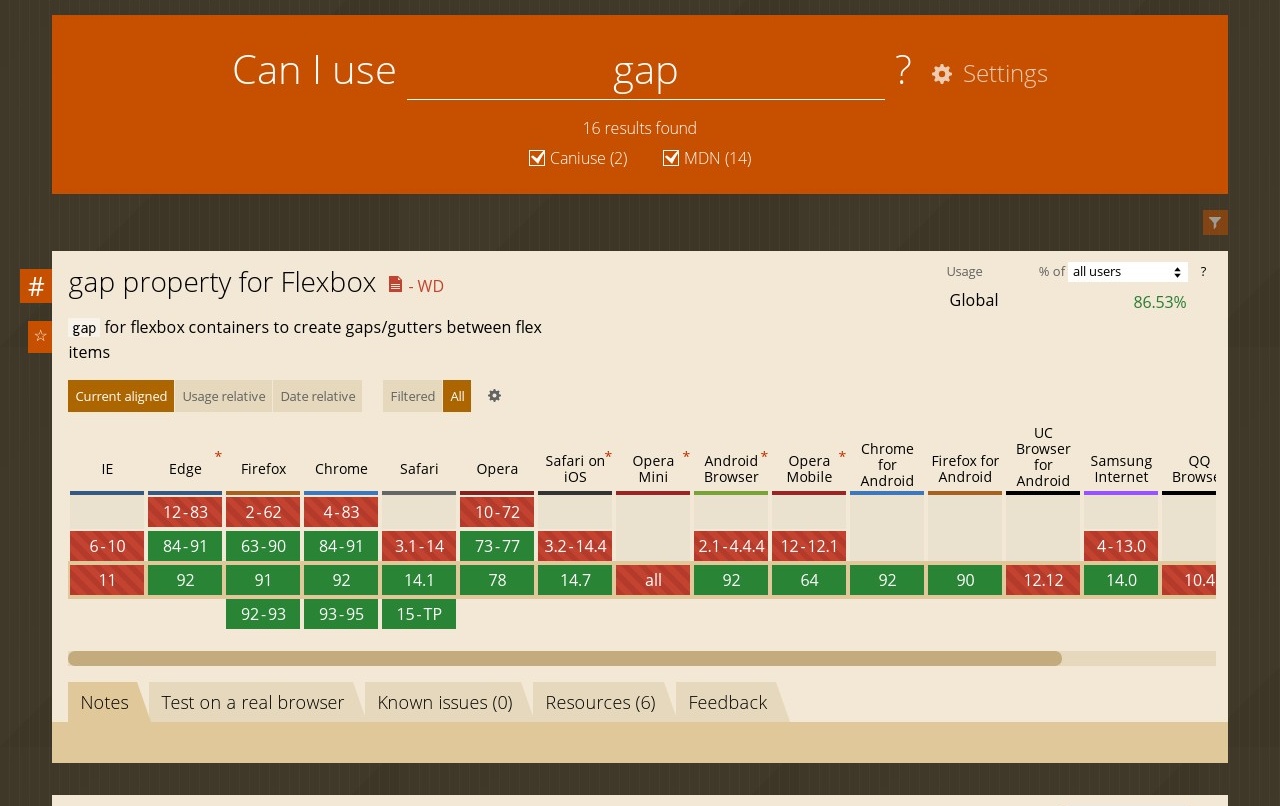 Can I use gap ? Settings
16 results found
Caniuse (2) MDN (14)
# gap property for Flexbox - WD
Usage % of all users ?
Global 86.53%
gap for flexbox containers to create gaps/gutters between flex
items
Current aligned Usage relative Date relative Filtered All
IE Edge * Firefox Chrome Safari Opera Safari on iOS * Opera Mini * Android Browser * Opera Mobile * Chrome for Android Firefox for Android UC Browser for Android Samsung Internet QQ Browse
12-83 2-62 4-83 10-72
6-10 84-91 63-90 84-91 3.1-14 73-77 3.2-14.4 2.1-4.4.4 12-12.1 4-13.0
11 92 91 92 14.1 78 14.7 all 92 64 92 90 12.12 14.0 10.4
92-93 93-95 15-TP
Notes Test on a real browser Known issues (0) Resources (6) Feedback